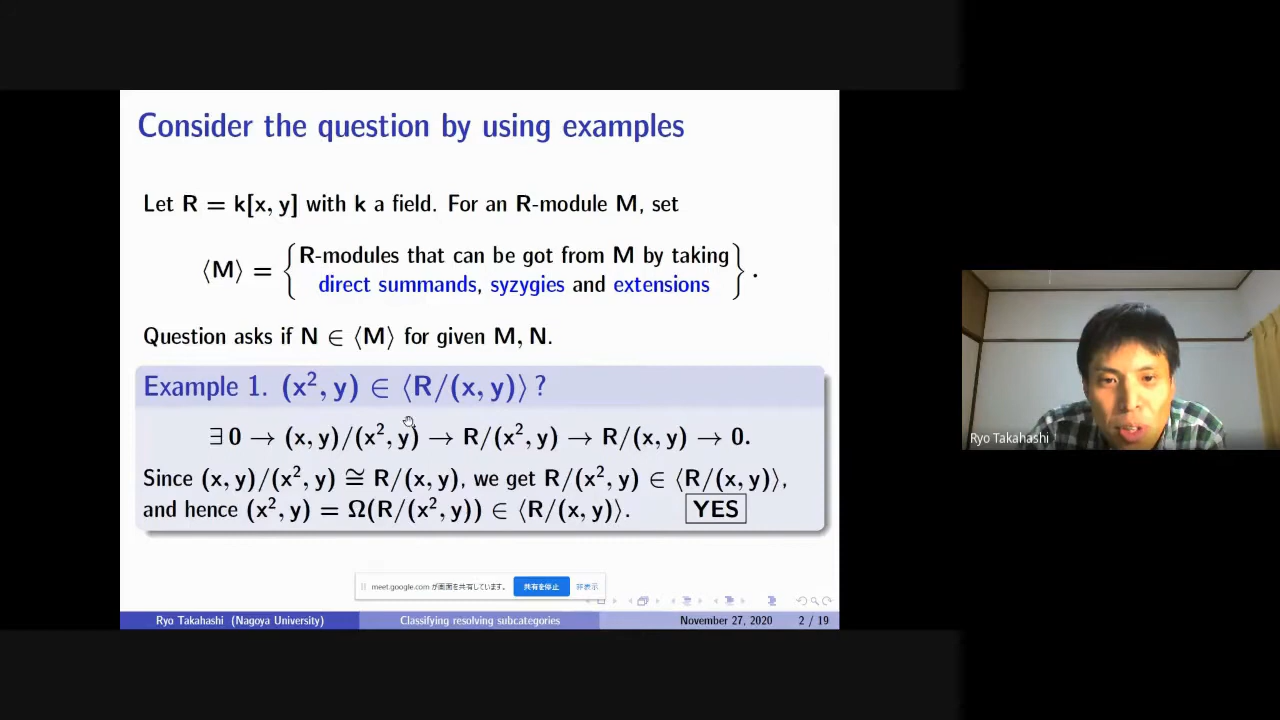 Consider the question by using examples
Let R = k[x, y] with k a field. For an R-module M, set
⟨M⟩ = { R-modules that can be got from M by taking
direct summands, syzygies and extensions } .
Question asks if N ∈ ⟨M⟩ for given M, N.
Example 1. (x², y) ∈ ⟨R/(x, y)⟩ ?
∃ 0 → (x, y)/(x², y) → R/(x², y) → R/(x, y) → 0.
Since (x, y)/(x², y) ≅ R/(x, y), we get R/(x², y) ∈ ⟨R/(x, y)⟩,
and hence (x², y) = Ω(R/(x², y)) ∈ ⟨R/(x, y)⟩. YES
meet.google.com が画面を共有しています。 共有を停止 非表示
Ryo Takahashi (Nagoya University) Classifying resolving subcategories November 27, 2020 2 / 19
Ryo Takahashi